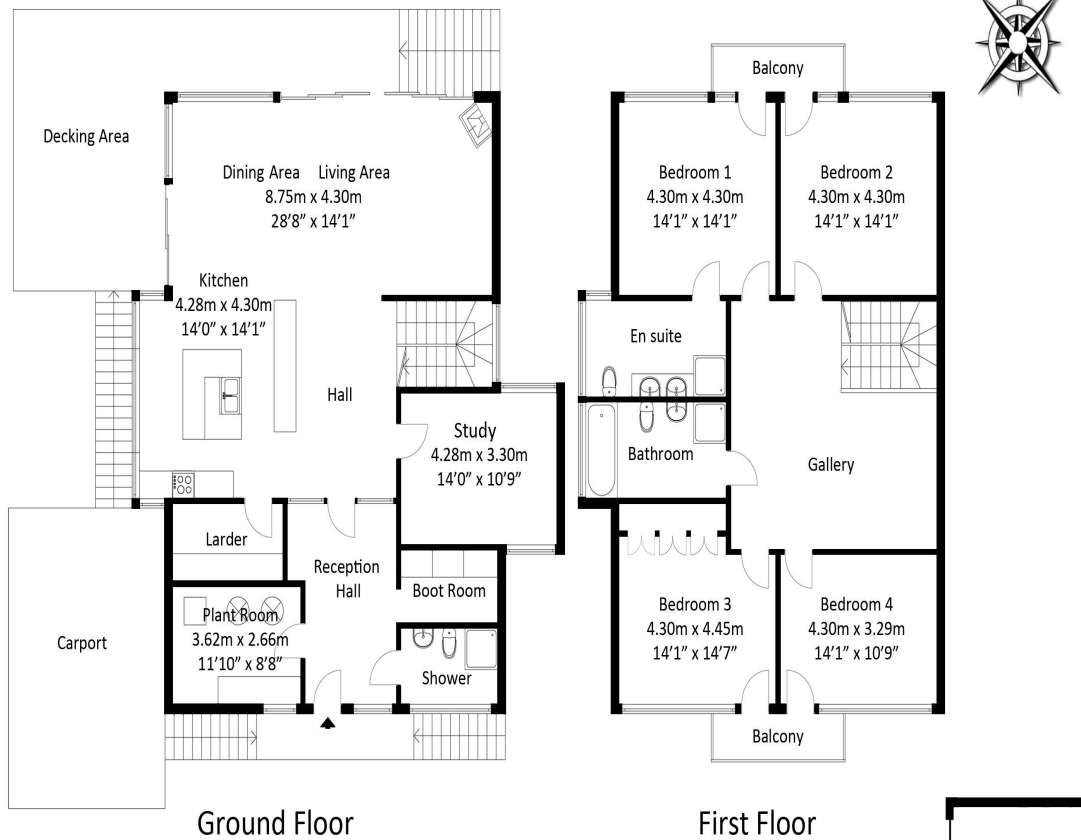 Decking Area
Dining Area Living Area
8.75m x 4.30m
28'8" x 14'1"
Kitchen
4.28m x 4.30m
14'0" x 14'1"
Hall
Study
4.28m x 3.30m
14'0" x 10'9"
Larder
Reception
Hall
Boot Room
Plant Room
3.62m x 2.66m
11'10" x 8'8"
Shower
Carport
Ground Floor
Balcony
Bedroom 1
4.30m x 4.30m
14'1" x 14'1"
Bedroom 2
4.30m x 4.30m
14'1" x 14'1"
En suite
Bathroom
Gallery
Bedroom 3
4.30m x 4.45m
14'1" x 14'7"
Bedroom 4
4.30m x 3.29m
14'1" x 10'9"
Balcony
First Floor